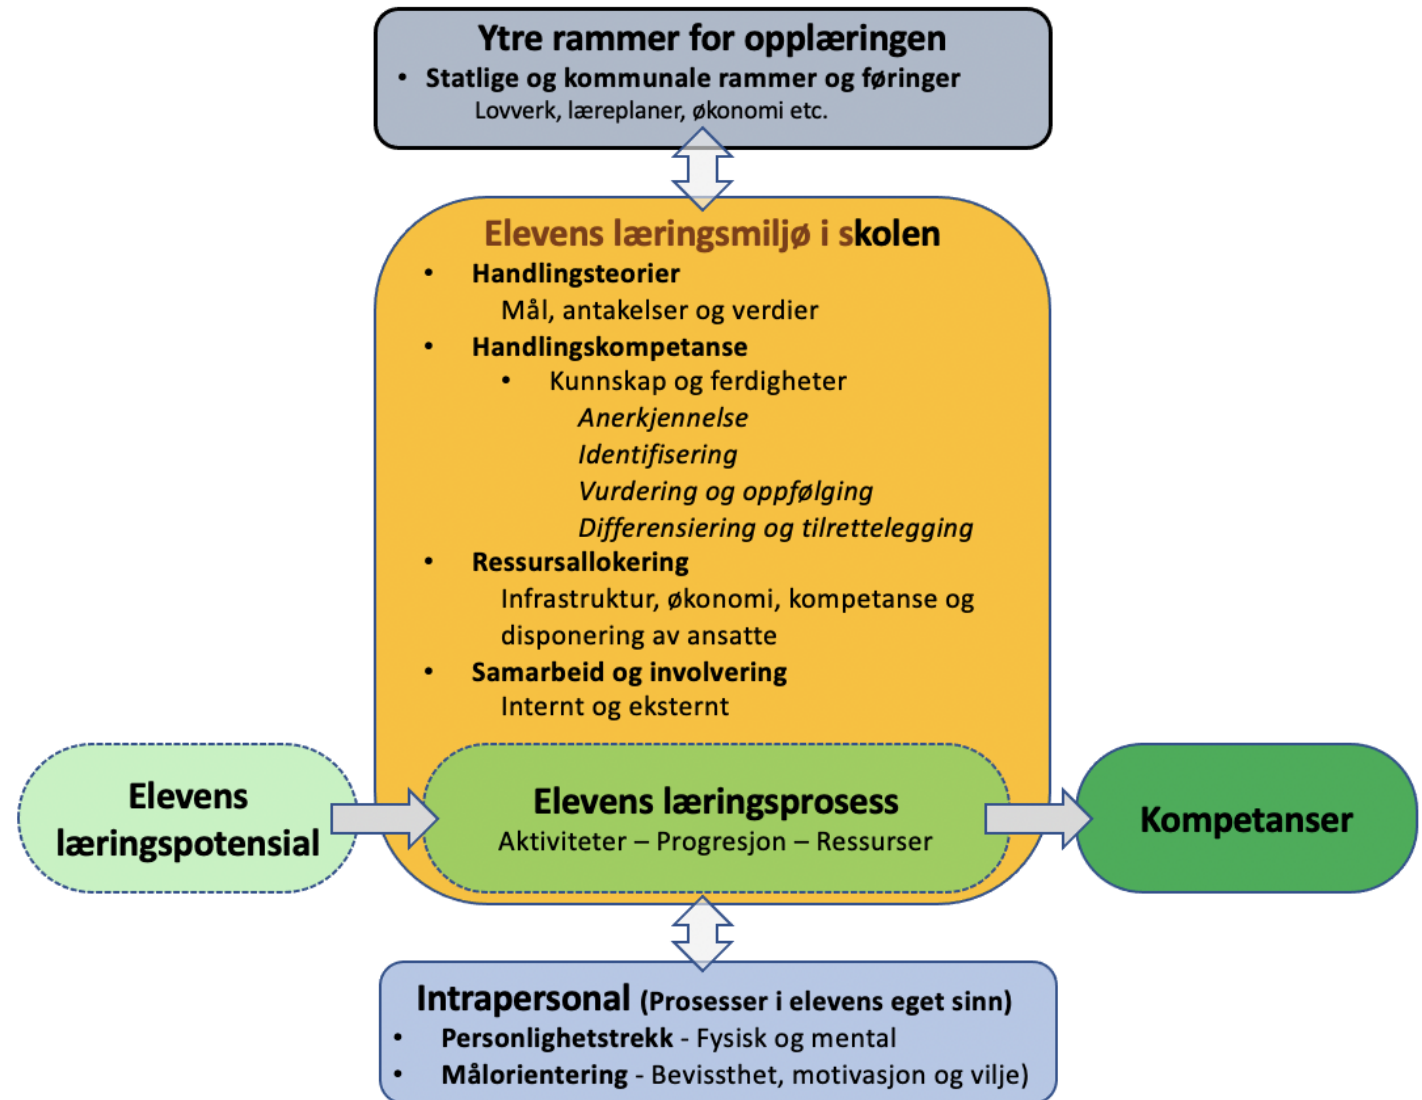 Ytre rammer for opplæringen
• Statlige og kommunale rammer og føringer
Lovverk, læreplaner, økonomi etc.
Elevens læringsmiljø i skolen
• Handlingsteorier
Mål, antakelser og verdier
• Handlingskompetanse
• Kunnskap og ferdigheter
Anerkjennelse
Identifisering
Vurdering og oppfølging
Differensiering og tilrettelegging
• Ressursallokering
Infrastruktur, økonomi, kompetanse og
disponering av ansatte
• Samarbeid og involvering
Internt og eksternt
Elevens
læringspotensial
Elevens læringsprosess
Aktiviteter – Progresjon – Ressurser
Kompetanser
Intrapersonal (Prosesser i elevens eget sinn)
• Personlighetstrekk - Fysisk og mental
• Målorientering - Bevissthet, motivasjon og vilje)